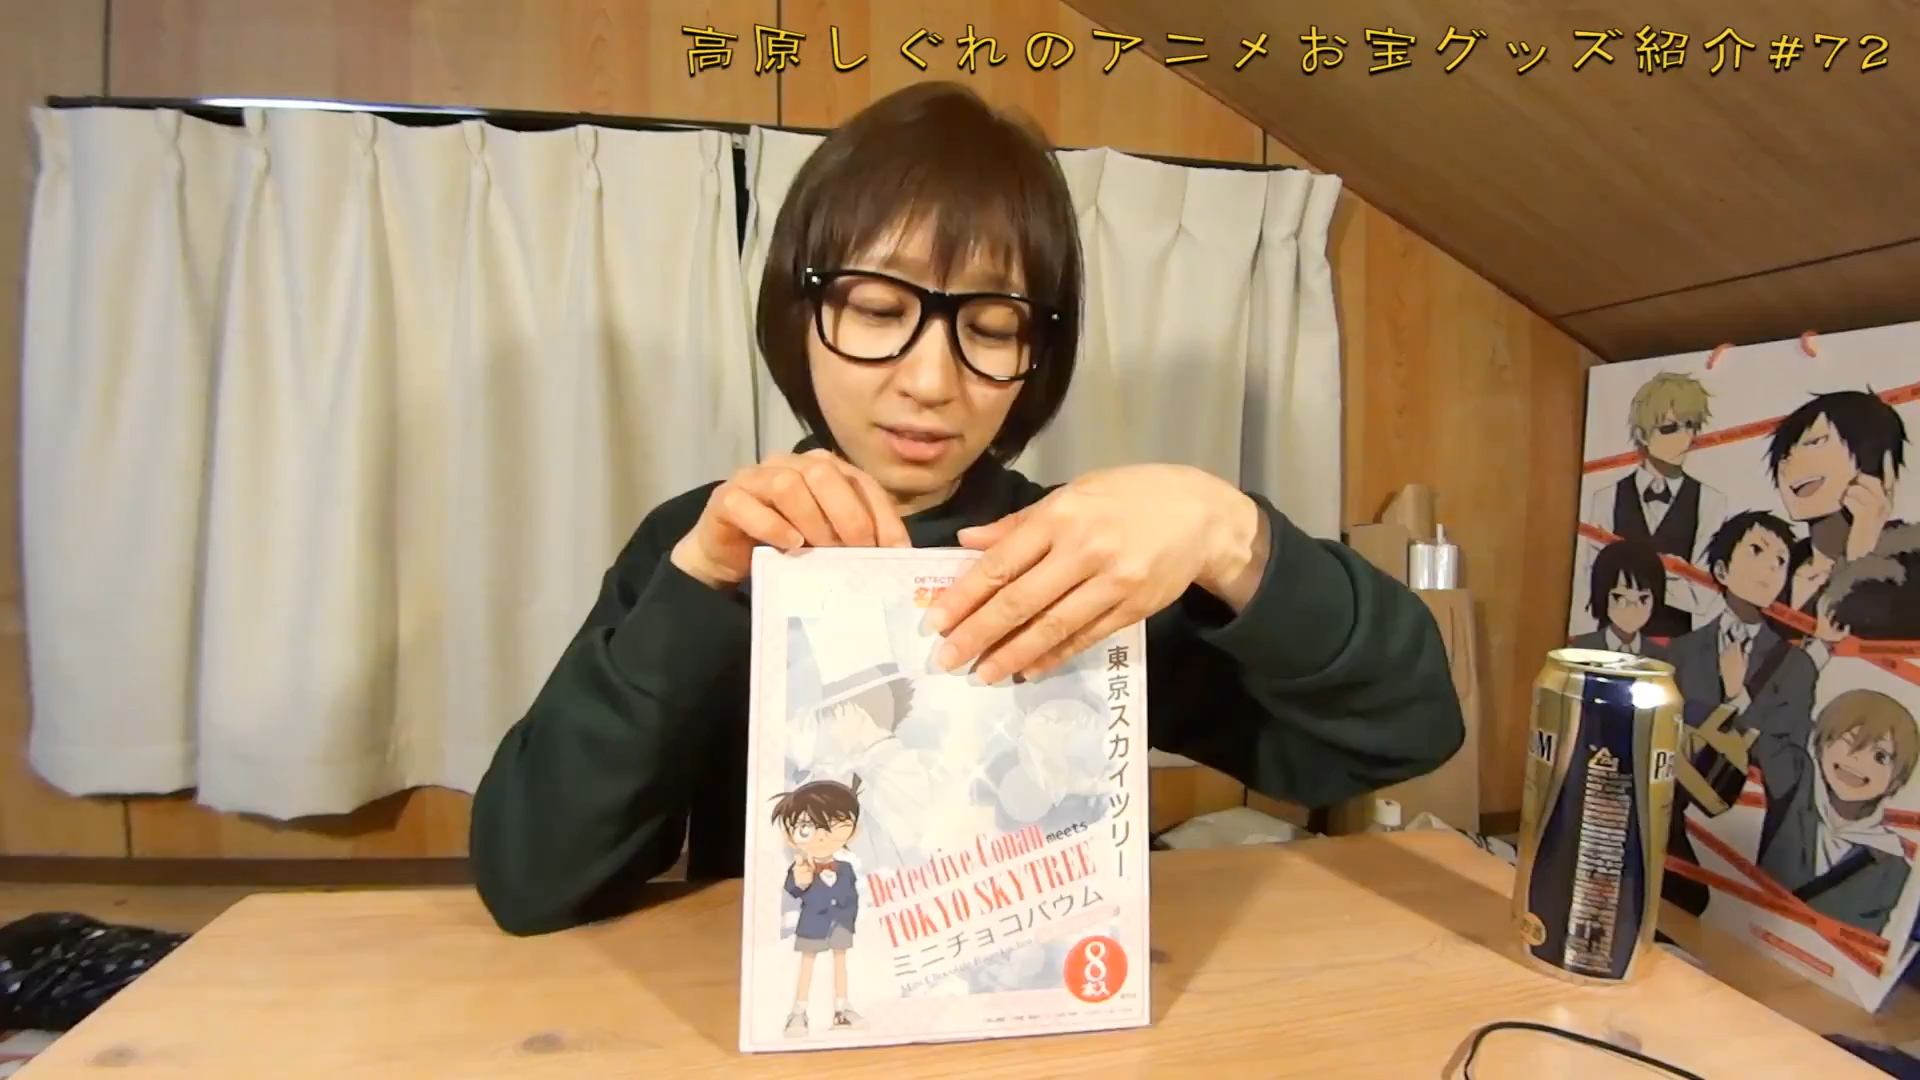 高原しぐれのアニメお宝グッズ紹介#72
東京スカイツリー
Detective Conan meets
TOKYO SKYTREE
ミニチョコバウム
8
本入